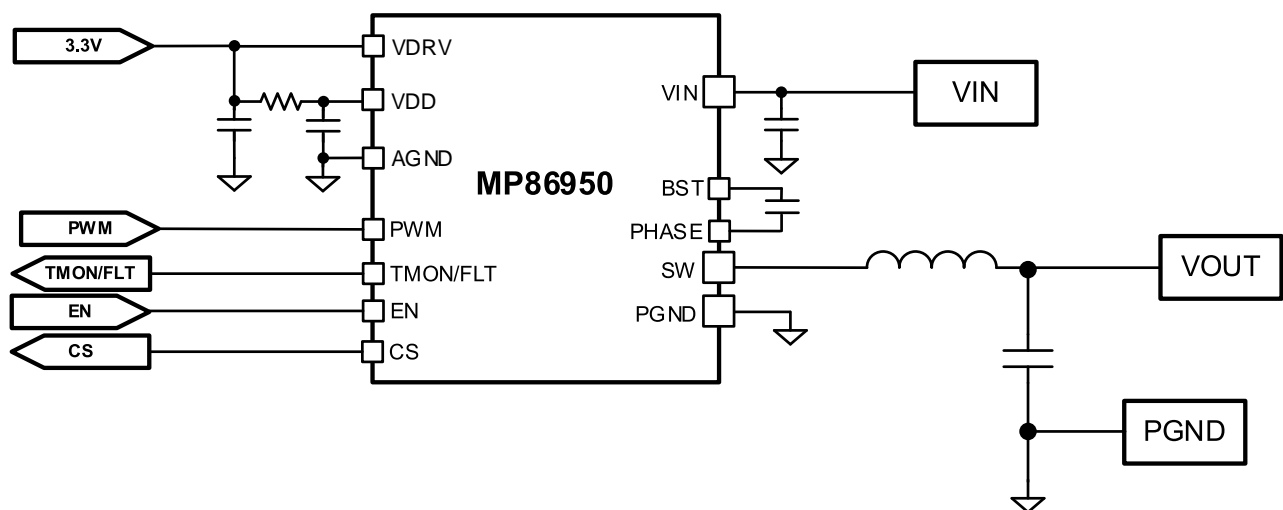 3.3V
VDRV
VDD
AGND
PWM
PWM
TMON/FLT
TMON/FLT
EN
EN
CS
CS
MP86950
VIN
VIN
BST
PHASE
SW
VOUT
PGND
PGND